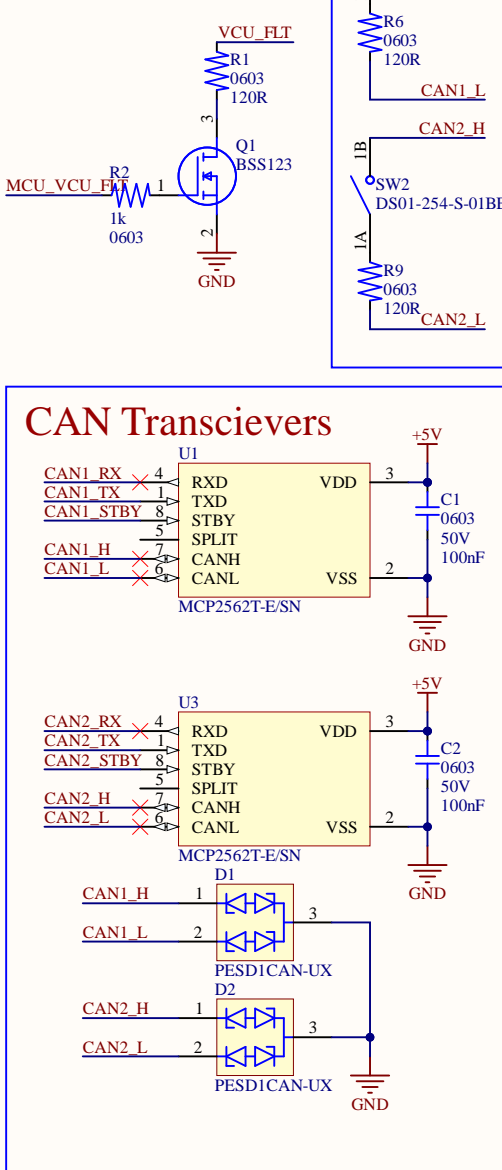 VCU_FLT
R1
0603
120R
3
Q1
BSS123
MCU_VCU_FLT
R2
1
1k
0603
2
GND
R6
0603
120R
CAN1_L
CAN2_H
1B
SW2
DS01-254-S-01BE
1A
R9
0603
120R
CAN2_L
CAN Transcievers
U1
CAN1_RX 4 RXD
CAN1_TX 1 TXD
CAN1_STBY 8 STBY
5 SPLIT
CAN1_H 7 CANH
CAN1_L 6 CANL
VDD 3
VSS 2
MCP2562T-E/SN
+5V
C1
0603
50V
100nF
GND
U3
CAN2_RX 4 RXD
CAN2_TX 1 TXD
CAN2_STBY 8 STBY
5 SPLIT
CAN2_H 7 CANH
CAN2_L 6 CANL
VDD 3
VSS 2
MCP2562T-E/SN
+5V
C2
0603
50V
100nF
GND
D1
CAN1_H 1
CAN1_L 2
3
PESD1CAN-UX
D2
CAN2_H 1
CAN2_L 2
3
PESD1CAN-UX
GND